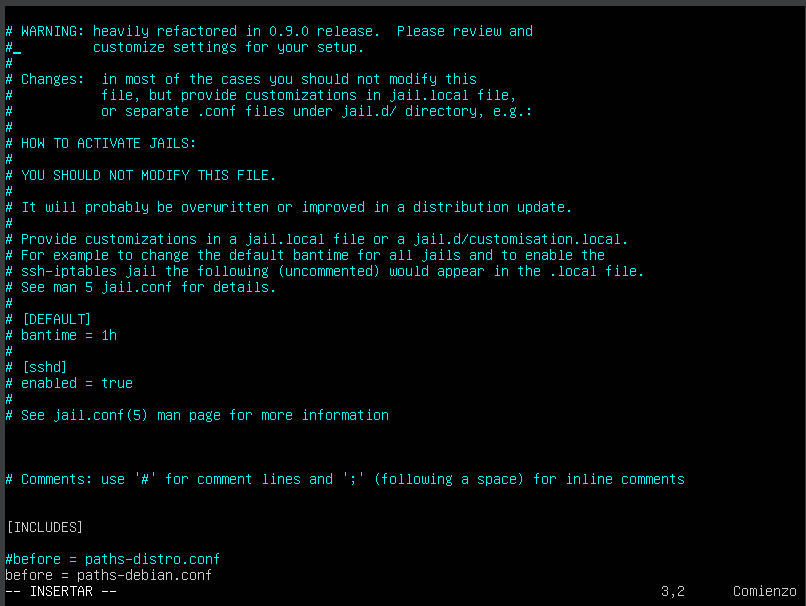 # WARNING: heavily refactored in 0.9.0 release.  Please review and
#_         customize settings for your setup.
#
# Changes:  in most of the cases you should not modify this
#           file, but provide customizations in jail.local file,
#           or separate .conf files under jail.d/ directory, e.g.:
#
# HOW TO ACTIVATE JAILS:
#
# YOU SHOULD NOT MODIFY THIS FILE.
#
# It will probably be overwritten or improved in a distribution update.
#
# Provide customizations in a jail.local file or a jail.d/customisation.local.
# For example to change the default bantime for all jails and to enable the
# ssh-iptables jail the following (uncommented) would appear in the .local file.
# See man 5 jail.conf for details.
#
# [DEFAULT]
# bantime = 1h
#
# [sshd]
# enabled = true
#
# See jail.conf(5) man page for more information
# Comments: use '#' for comment lines and ';' (following a space) for inline comments
[INCLUDES]
#before = paths-distro.conf
before = paths-debian.conf
-- INSERTAR -- 3,2 Comienzo